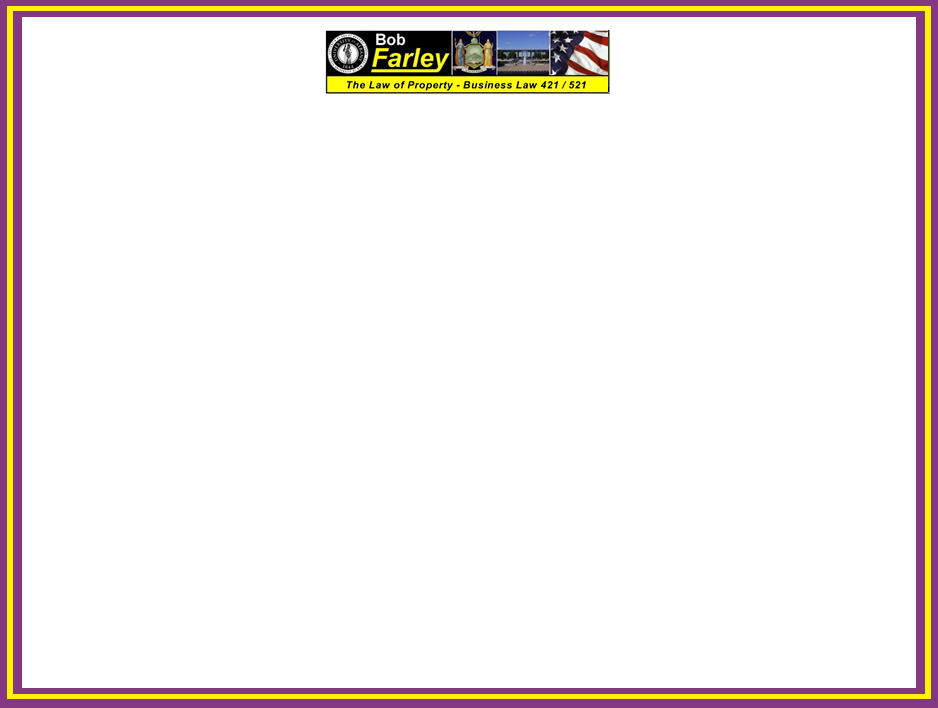 Bob
Farley
The Law of Property - Business Law 421 / 521